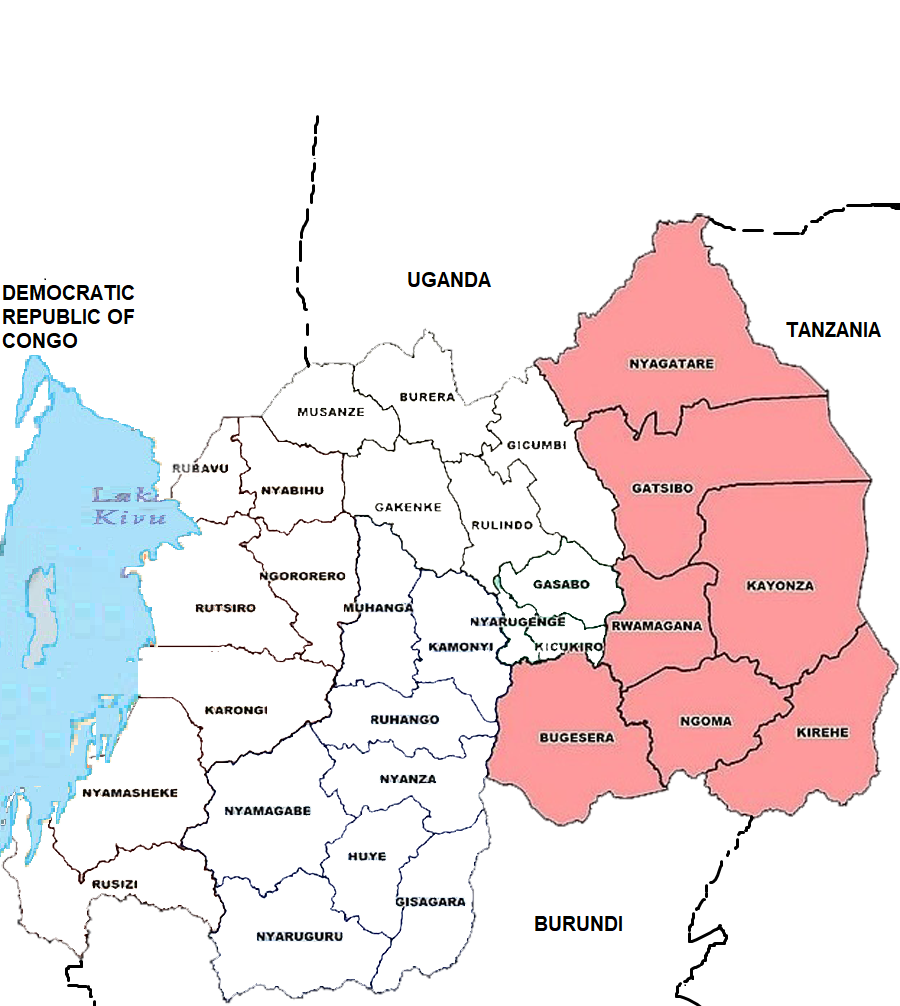 UGANDA
DEMOCRATIC
REPUBLIC OF
CONGO
TANZANIA
NYAGATARE
BURERA
MUSANZE
GICUMBI
RUBAVU
NYABIHU
GATSIBO
Lak
Kivu
GAKENKE
RULINDO
NGORORERO
GASABO
KAYONZA
RUTSIRO
MUHANGA
NYARUGENGE
RWAMAGANA
KAMONYI
KICUKIRO
KARONGI
RUHANGO
NGOMA
BUGESERA
KIREHE
NYANZA
NYAMASHEKE
NYAMAGABE
HUYE
RUSIZI
GISAGARA
BURUNDI
NYARUGURU